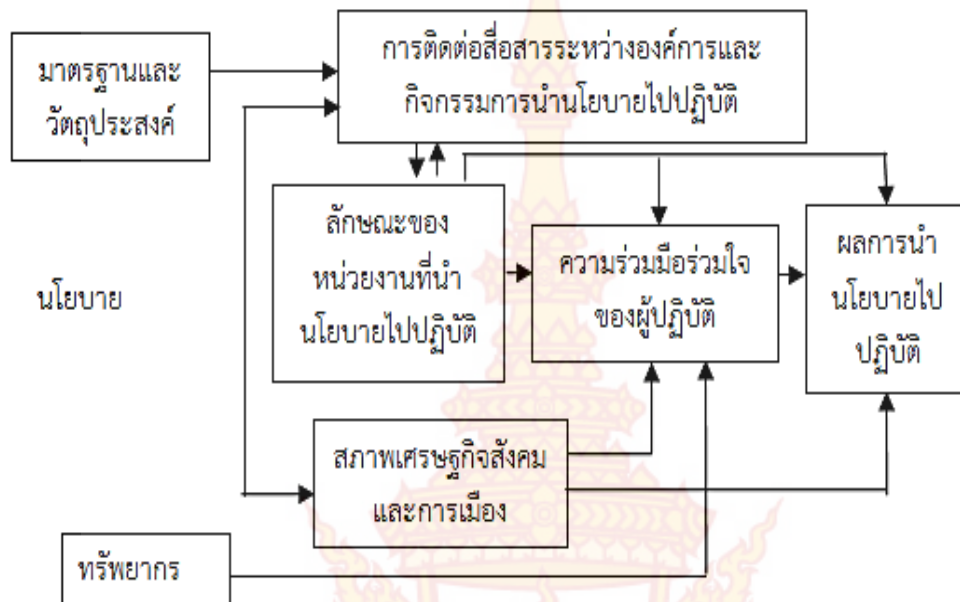 มาตรฐานและ
วัตถุประสงค์
การติดต่อสื่อสารระหว่างองค์การและ
กิจกรรมการนำนโยบายไปปฏิบัติ
นโยบาย
ลักษณะของ
หน่วยงานที่นำ
นโยบายไปปฏิบัติ
ความร่วมมือร่วมใจ
ของผู้ปฏิบัติ
ผลการนำ
นโยบายไป
ปฏิบัติ
สภาพเศรษฐกิจสังคม
และการเมือง
ทรัพยากร